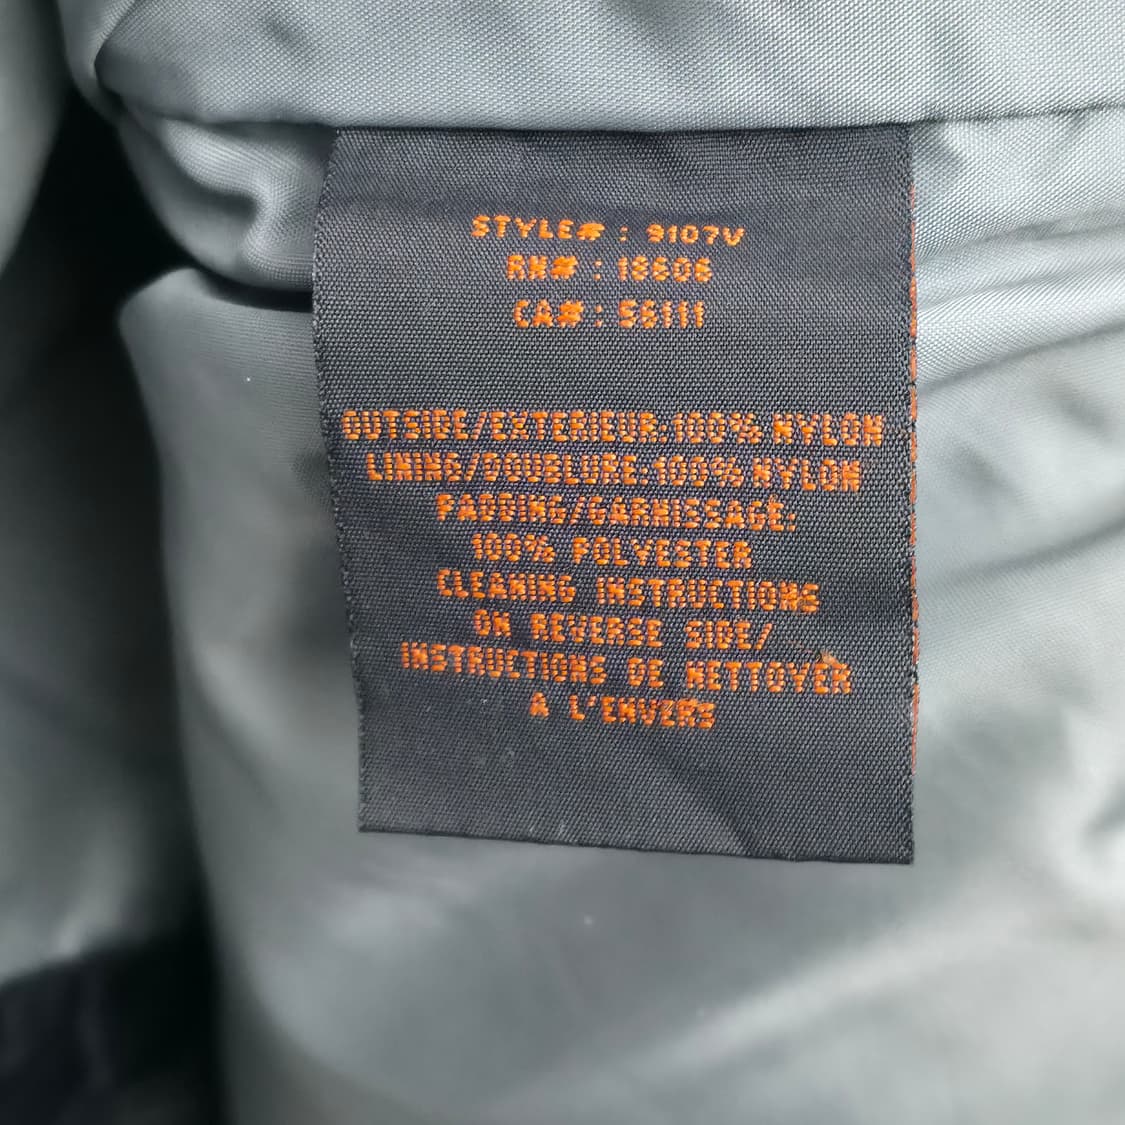 STYLE# : 9107V
RN# : 18606
CA# : 56111
OUTSIDE/EXTERIEUR:100% NYLON
LINING/DOUBLURE:100% NYLON
PADDING/GARNISSAGE:
100% POLYESTER
CLEANING INSTRUCTIONS
ON REVERSE SIDE/
INSTRUCTIONS DE NETTOYER
A L'ENVERS